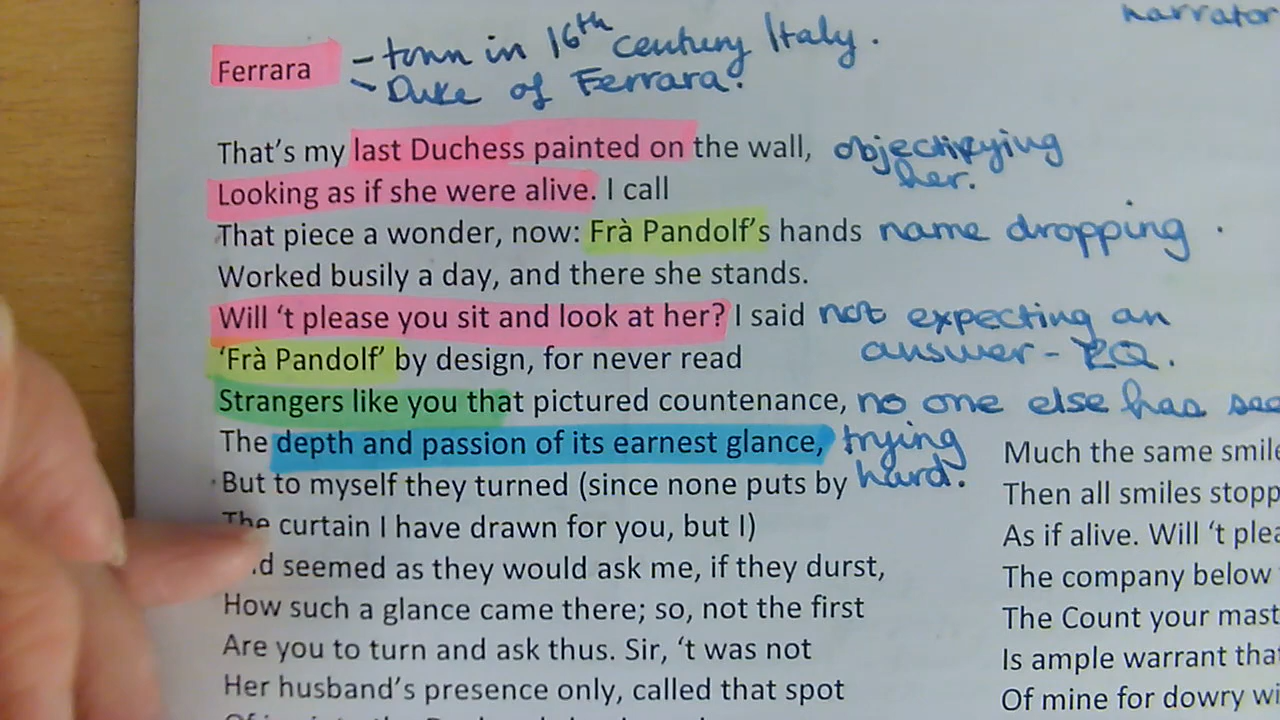 narrator
Ferrara – town in 16th century Italy.
– Duke of Ferrara.
That's my last Duchess painted on the wall, objectifying
Looking as if she were alive. I call her.
That piece a wonder, now: Frà Pandolf's hands name dropping.
Worked busily a day, and there she stands.
Will 't please you sit and look at her? I said not expecting an
'Frà Pandolf' by design, for never read answer - RQ.
Strangers like you that pictured countenance, no one else has
The depth and passion of its earnest glance, trying
But to myself they turned (since none puts by hard.
The curtain I have drawn for you, but I)
seemed as they would ask me, if they durst,
How such a glance came there; so, not the first
Are you to turn and ask thus. Sir, 't was not
Her husband's presence only, called that spot
Much the same smile
Then all smiles stopp
As if alive. Will 't plea
The company below
The Count your mast
Is ample warrant tha
Of mine for dowry wi